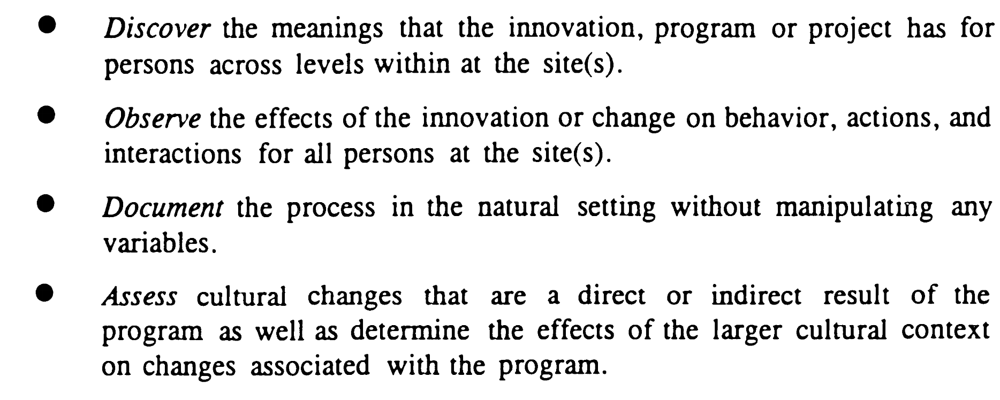 ● Discover the meanings that the innovation, program or project has for
persons across levels within at the site(s).
● Observe the effects of the innovation or change on behavior, actions, and
interactions for all persons at the site(s).
● Document the process in the natural setting without manipulating any
variables.
● Assess cultural changes that are a direct or indirect result of the
program as well as determine the effects of the larger cultural context
on changes associated with the program.